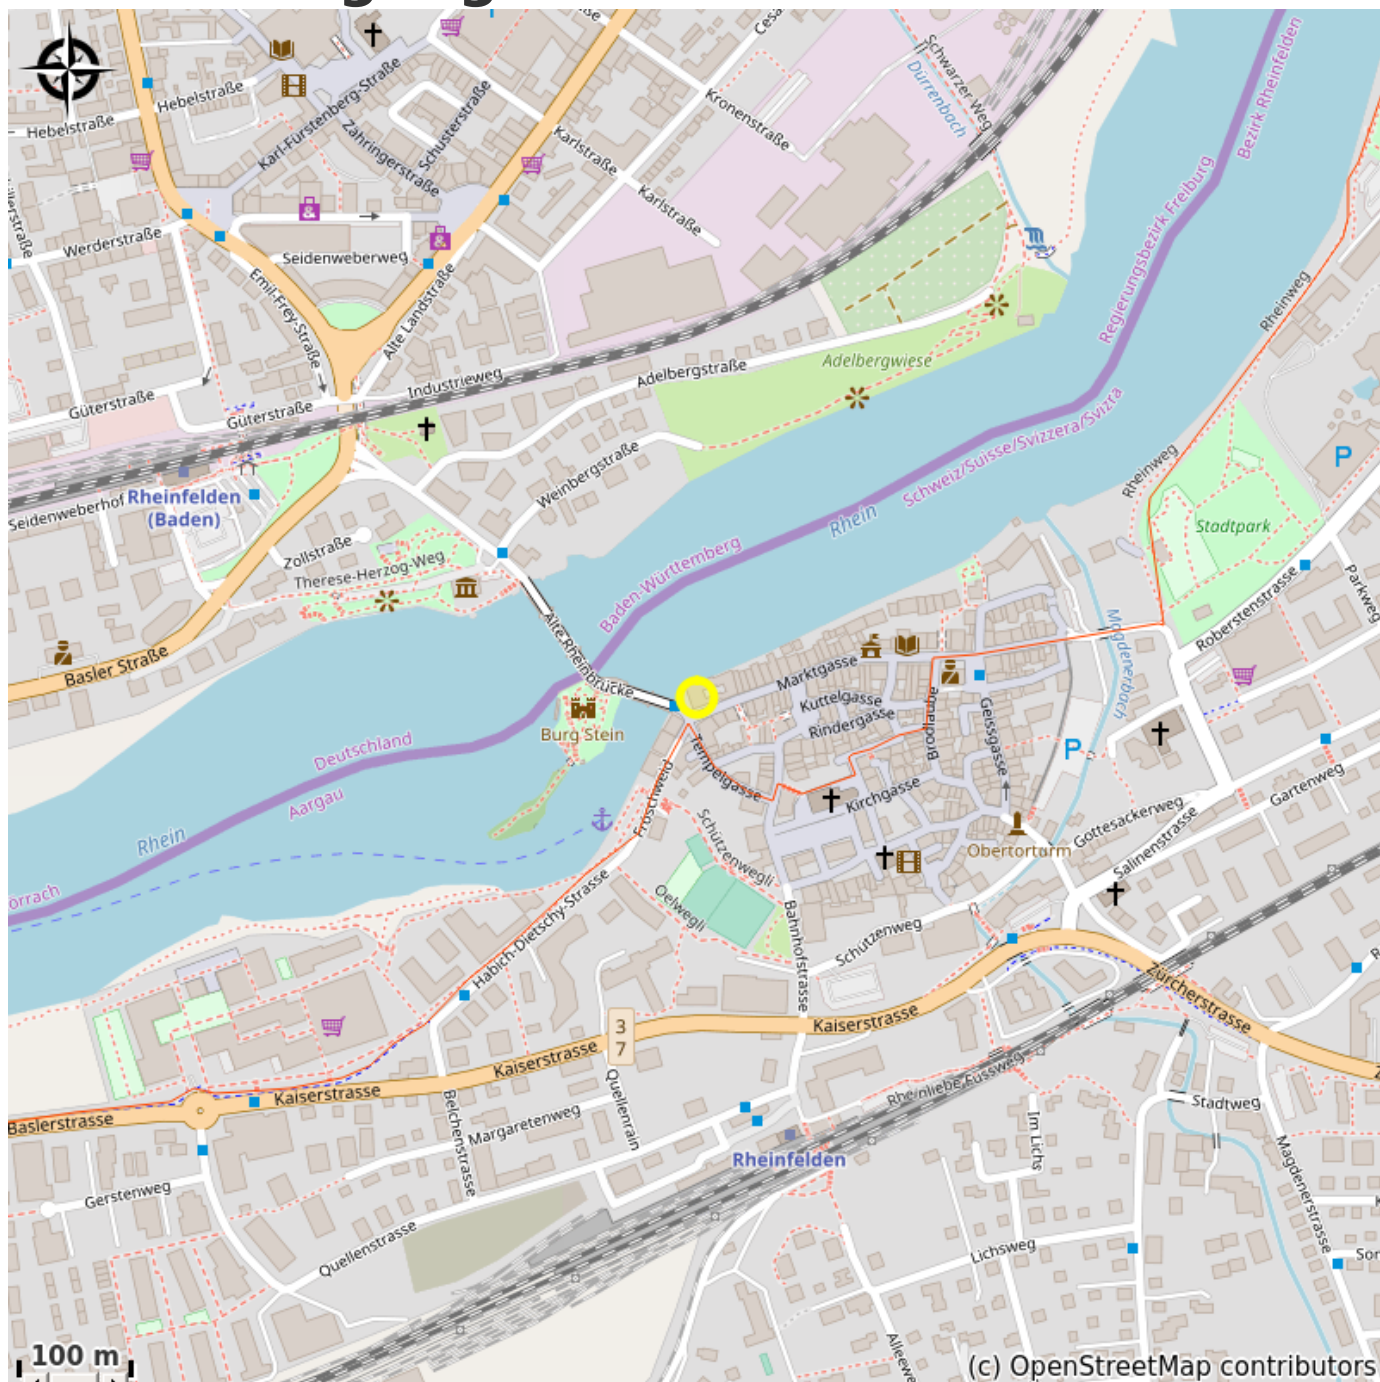 Hebelstraße
Hebelstraße
Karl-Fürstenberg-Straße
Zähringerstraße
Schusterstraße
Karlstraße
Karlstraße
Kronenstraße
Schwarzer Weg
Dürrenbach
Bezirk Rheinfelden
Regierungsbezirk Freiburg
Werderstraße
Seidenweberweg
Emil-Frey-Straße
Alte Landstraße
Rheinweg
Industrieweg
Adelbergstraße
Adelbergwiese
Güterstraße
Güterstraße
Schweiz/Suisse/Svizzera/Svizra
Weinbergstraße
Rheinweg
P
Seidenweberhof
Rheinfelden
(Baden)
Rhein
Stadtpark
Zollstraße
Therese-Herzog-Weg
Baden-Württemberg
Parkweg
Roberstenstrasse
Alte Rheinbrücke
Magdenerbach
Basler Straße
Marktgasse
Kuttelgasse
Rindergasse
Brodlaube
Geissgasse
Burg Stein
Deutschland
Aargau
Tempelgasse
Froschweid
P
Kirchgasse
Gartenweg
Rhein
Schützenwegli
Gottesackerweg
Salinenstrasse
Obertorturm
Oelwegli
örrach
Habich-Dietschy-Strasse
Bahnhofstrasse
Schützenweg
Zürcherstrasse
3
7
Kaiserstrasse
Kaiserstrasse
Kaiserstrasse
Baslerstrasse
Rheinliebe Fussweg
Belchenstrasse
Margaretenweg
Quellenrain
Im Lichs
Stadtweg
Rheinfelden
Magdenerstrasse
Gerstenweg
Quellenstrasse
Lichsweg
100 m
(c) OpenStreetMap contributors